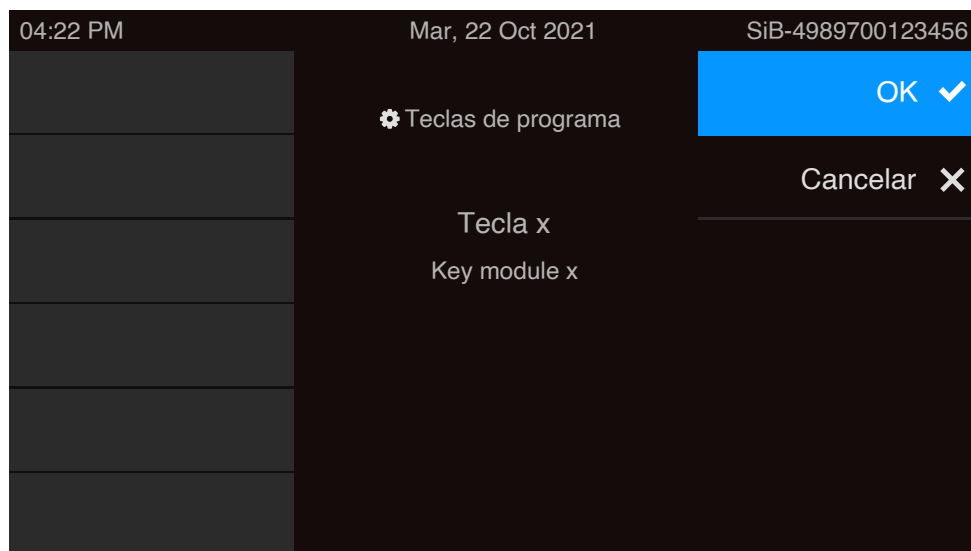 04:22 PM Mar, 22 Oct 2021 SiB-4989700123456
OK
Teclas de programa
Cancelar
Tecla x
Key module x